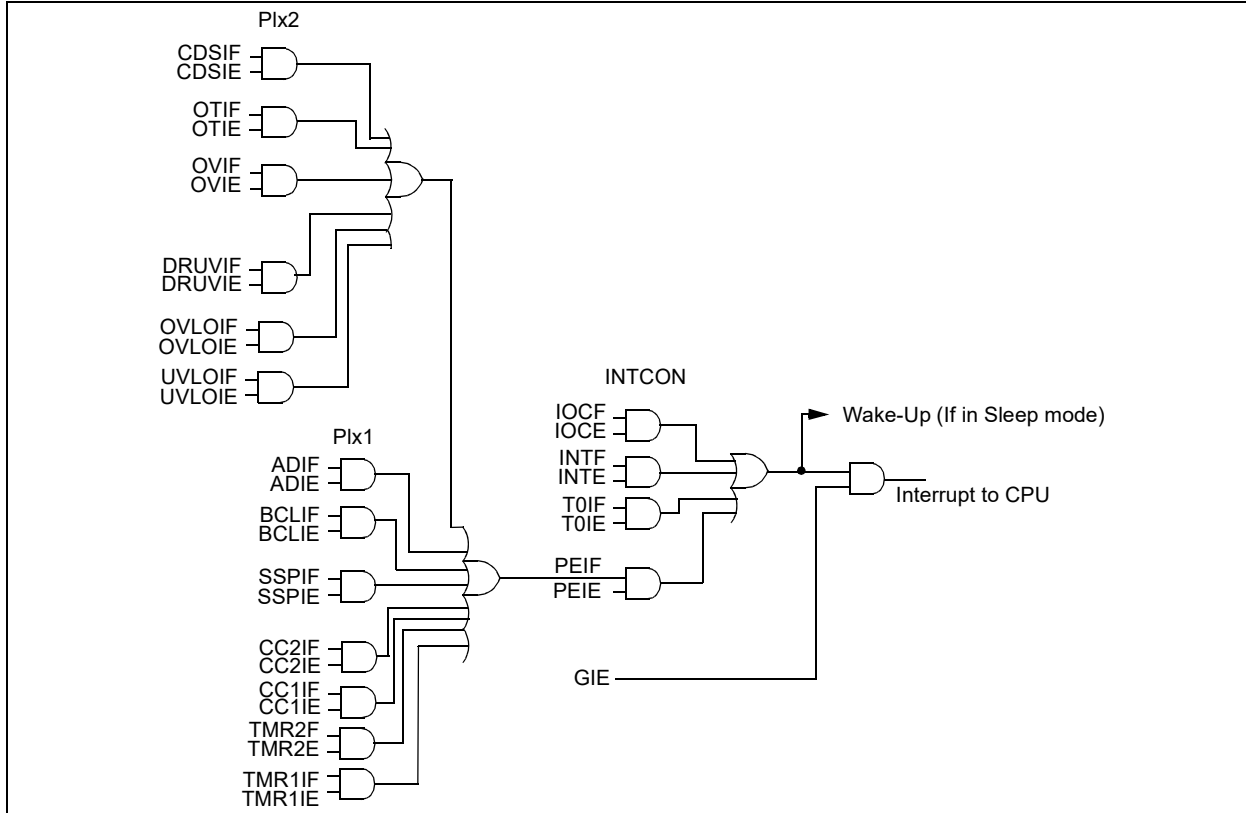 PIx2
CDSIF
CDSIE
OTIF
OTIE
OVIF
OVIE
DRUVIF
DRUVIE
OVLOIF
OVLOIE
UVLOIF
UVLOIE
PIx1
ADIF
ADIE
BCLIF
BCLIE
SSPIF
SSPIE
CC2IF
CC2IE
CC1IF
CC1IE
TMR2F
TMR2E
TMR1IF
TMR1IE
INTCON
IOCF
IOCE
INTF
INTE
T0IF
T0IE
PEIF
PEIE
GIE
Wake-Up (If in Sleep mode)
Interrupt to CPU